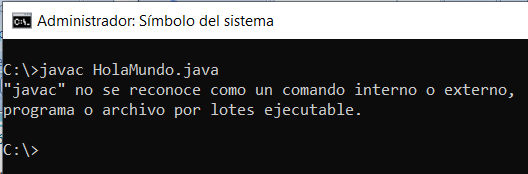 Administrador: Símbolo del sistema
C:\>javac HolaMundo.java
"javac" no se reconoce como un comando interno o externo,
programa o archivo por lotes ejecutable.
C:\>